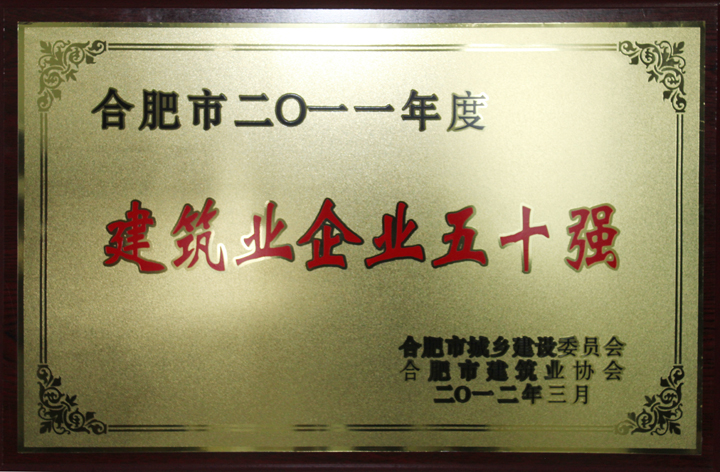 合肥市二〇一一年度
建筑业企业五十强
合肥市城乡建设委员会
合肥市建筑业协会
二〇一二年三月